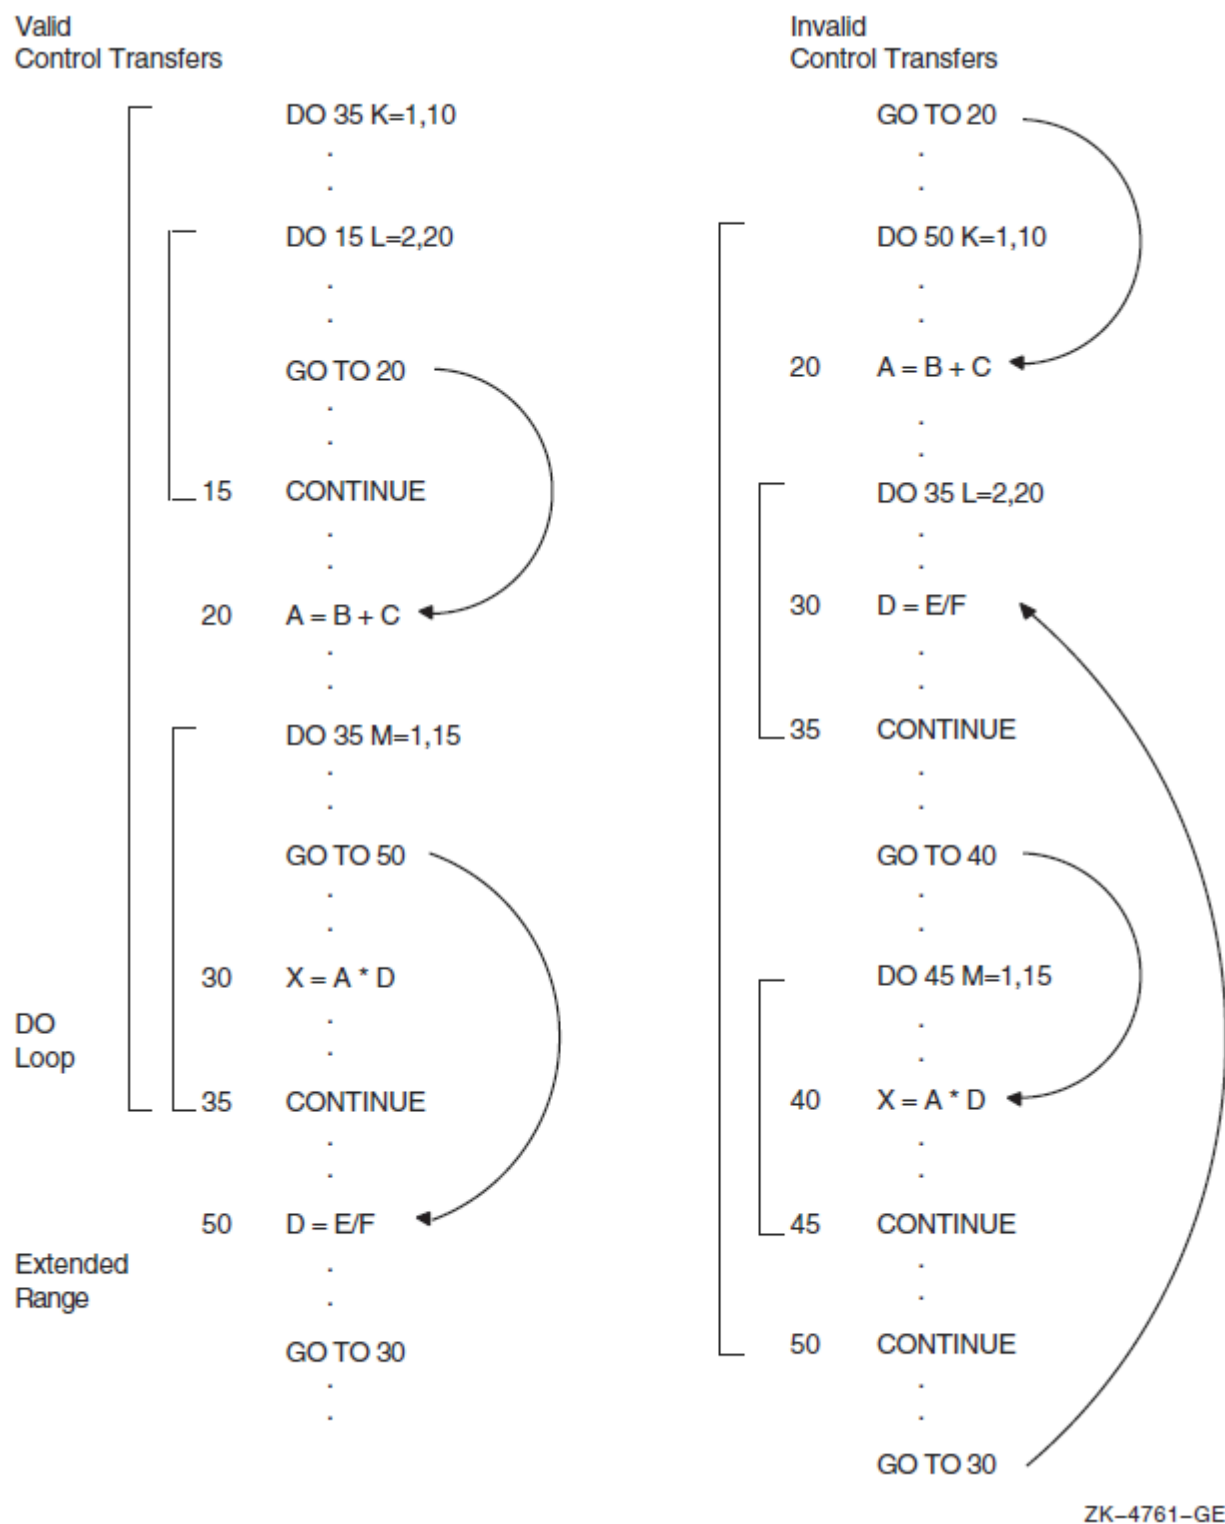 Valid
Control Transfers
DO 35 K=1,10
.
.
DO 15 L=2,20
.
.
GO TO 20
.
.
15 CONTINUE
.
.
20 A = B + C
.
.
DO 35 M=1,15
.
.
GO TO 50
.
.
30 X = A * D
.
.
DO
Loop
35 CONTINUE
.
.
50 D = E/F
Extended
Range
.
.
GO TO 30
.
.
Invalid
Control Transfers
GO TO 20
.
.
DO 50 K=1,10
.
.
20 A = B + C
.
.
DO 35 L=2,20
.
.
30 D = E/F
.
.
35 CONTINUE
.
.
GO TO 40
.
.
DO 45 M=1,15
.
.
40 X = A * D
.
.
45 CONTINUE
.
.
50 CONTINUE
.
.
GO TO 30
ZK–4761–GE